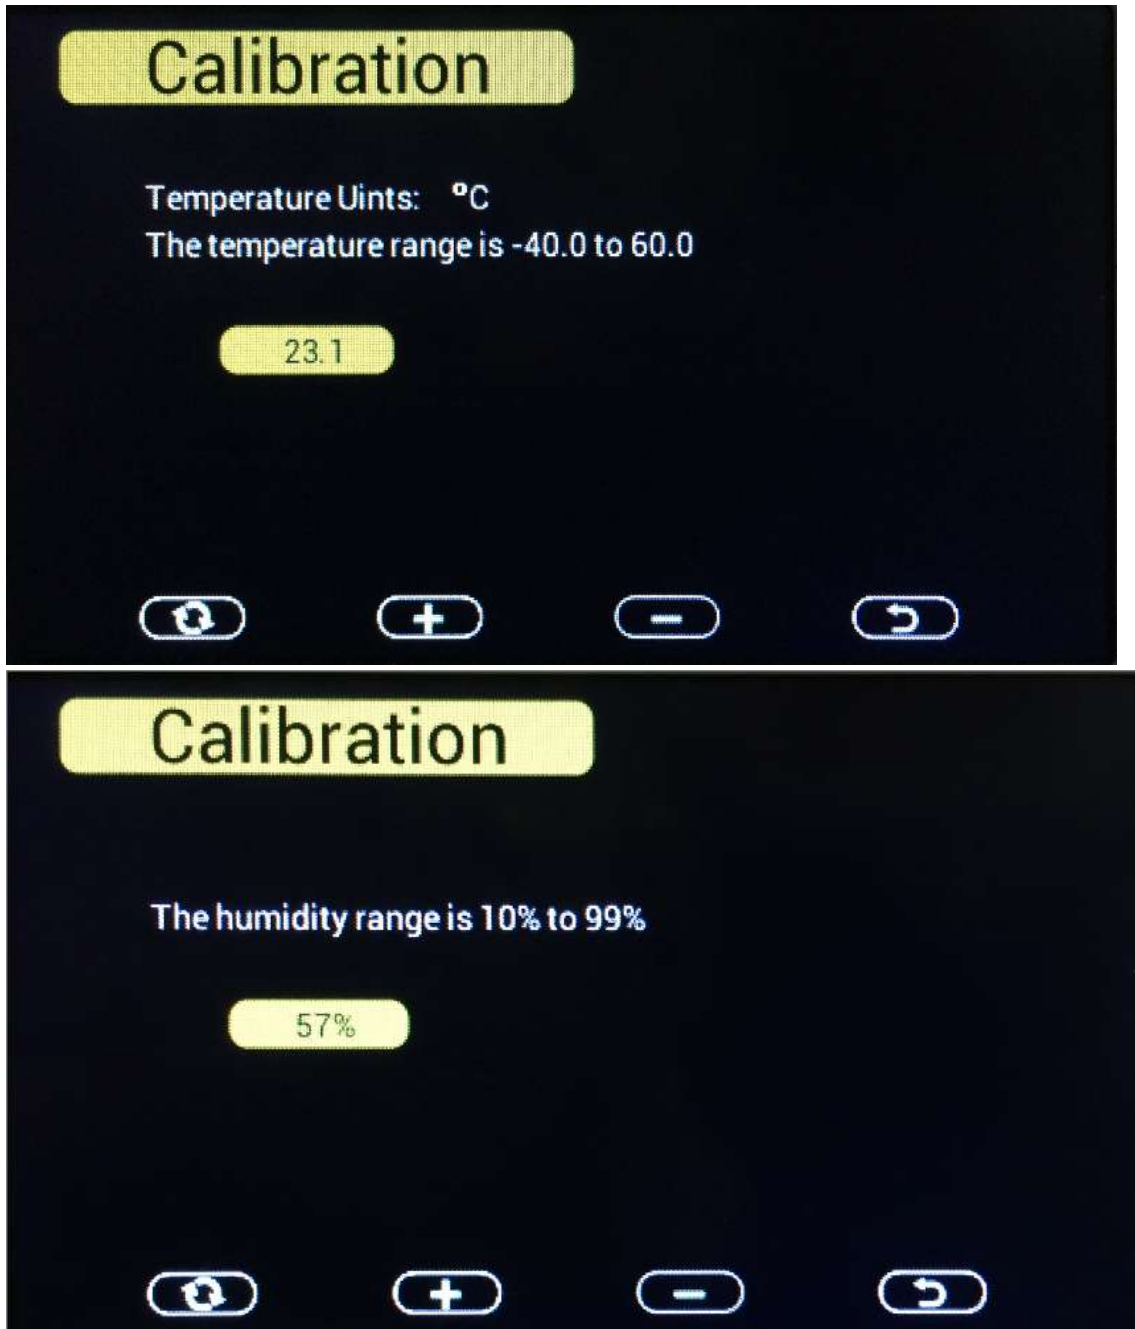 Calibration
Temperature Uints: ºC
The temperature range is -40.0 to 60.0
23.1
Calibration
The humidity range is 10% to 99%
57%